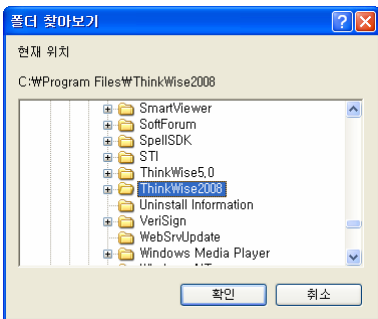 폴더 찾아보기
현재 위치
C:₩Program Files₩ThinkWise2008
SmartViewer
SoftForum
SpellSDK
STI
ThinkWise5.0
ThinkWise2008
Uninstall Information
VeriSign
WebSrvUpdate
Windows Media Player
확인 취소